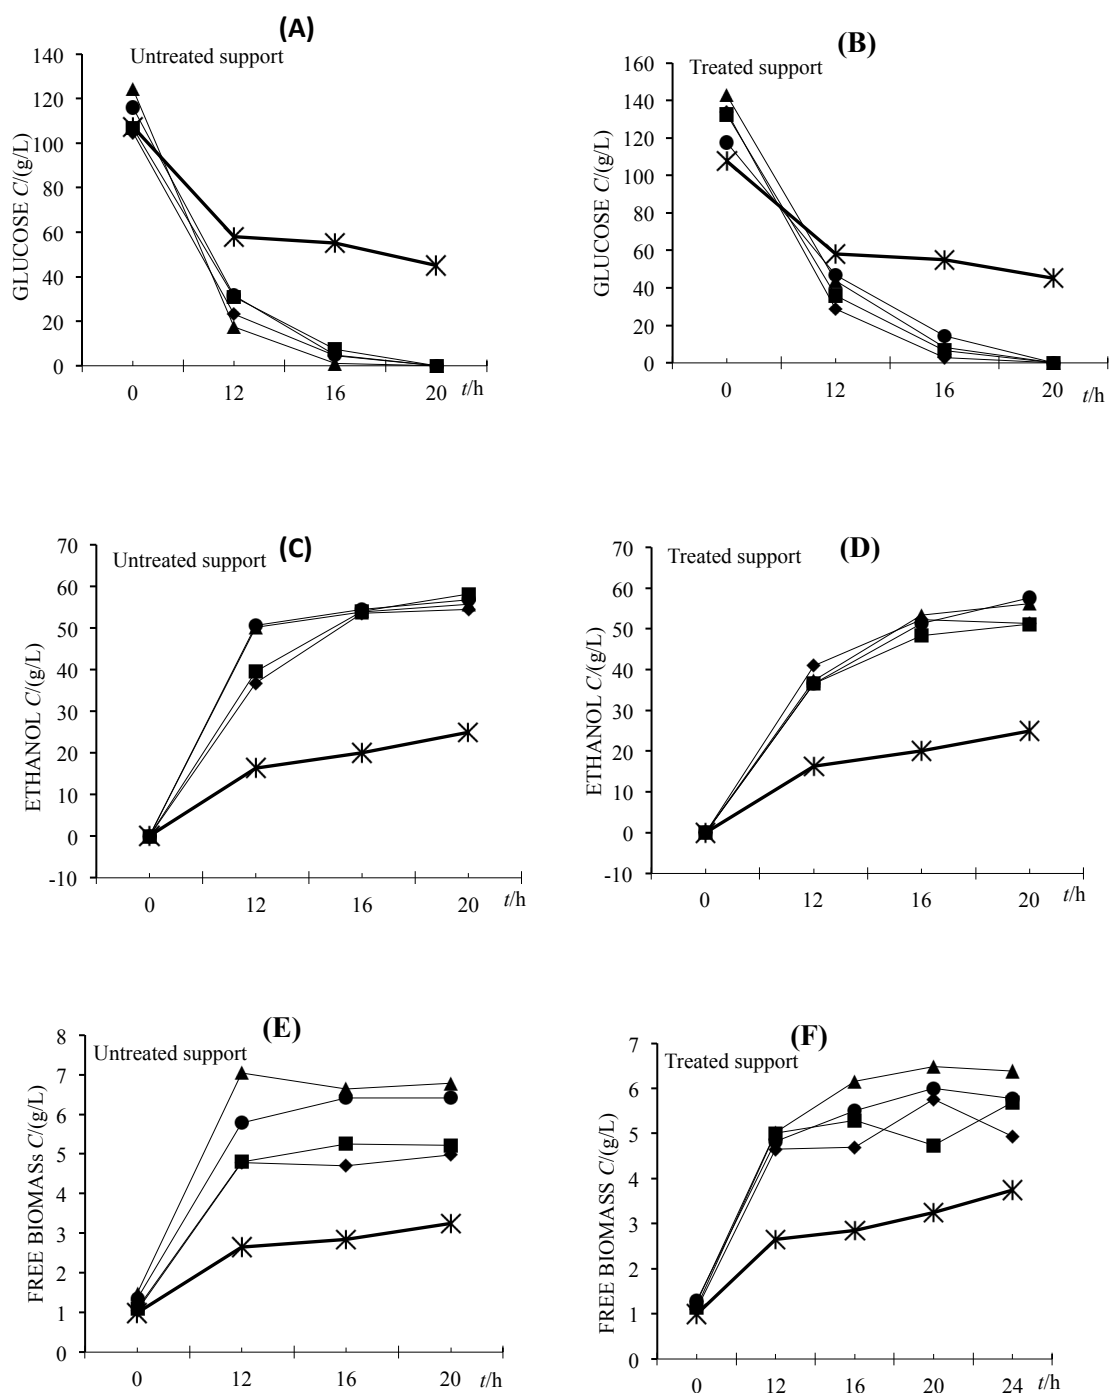 (A)
Untreated support
140
120
100
80
60
40
20
0
GLUCOSE C/(g/L)
0 12 16 20 t/h
(B)
Treated support
160
140
120
100
80
60
40
20
0
GLUCOSE C/(g/L)
0 12 16 20 t/h
(C)
Untreated support
70
60
50
40
30
20
10
0
-10
ETHANOL C/(g/L)
0 12 16 20 t/h
(D)
Treated support
70
60
50
40
30
20
10
0
-10
ETHANOL C/(g/L)
0 12 16 20 t/h
(E)
Untreated support
8
7
6
5
4
3
2
1
0
FREE BIOMASs C/(g/L)
0 12 16 20 t/h
(F)
Treated support
7
6
5
4
3
2
1
0
FREE BIOMASS C/(g/L)
0 12 16 20 24 t/h